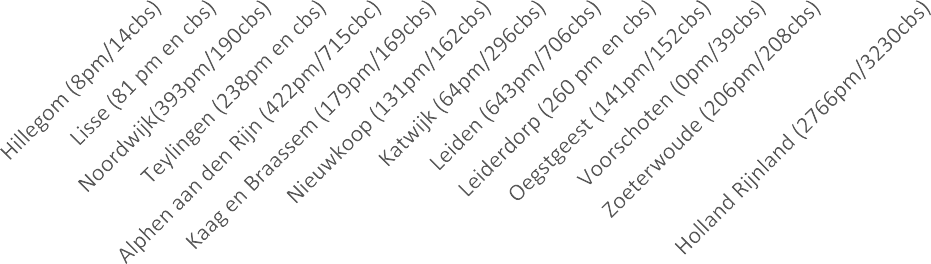 Hillegom (8pm/14cbs)
Lisse (81 pm en cbs)
Noordwijk(393pm/190cbs)
Teylingen (238pm en cbs)
Alphen aan den Rijn (422pm/715cbc)
Kaag en Braassem (179pm/169cbs)
Nieuwkoop (131pm/162cbs)
Katwijk (64pm/296cbs)
Leiden (643pm/706cbs)
Leiderdorp (260 pm en cbs)
Oegstgeest (141pm/152cbs)
Voorschoten (0pm/39cbs)
Zoeterwoude (206pm/208cbs)
Holland Rijnland (2766pm/3230cbs)